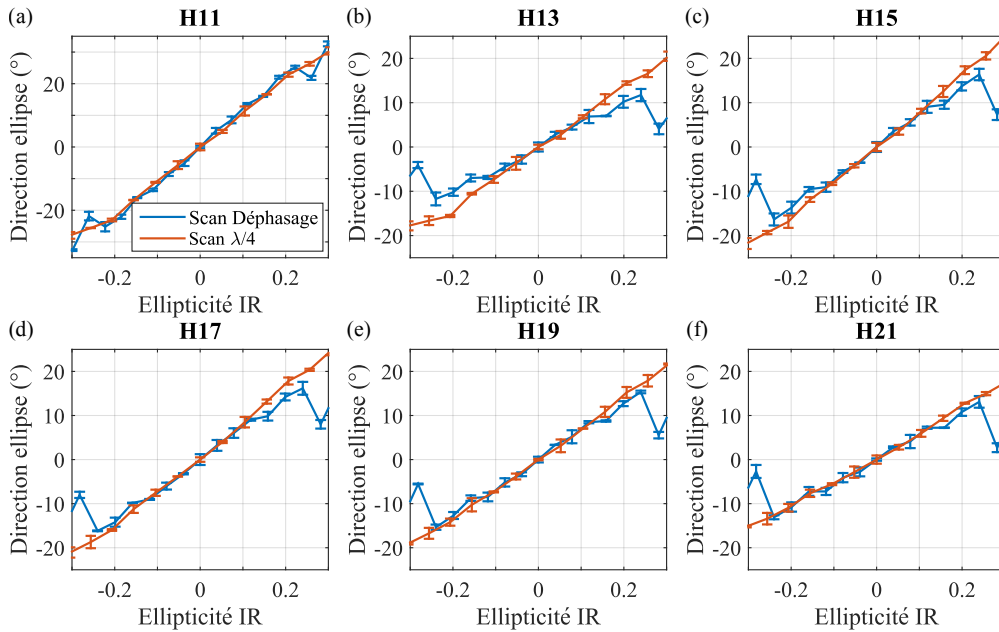 (a) H11
Direction ellipse (°)
20
0
-20
-0.2 0 0.2
Ellipticité IR
Scan Déphasage
Scan λ/4
(b) H13
Direction ellipse (°)
20
10
0
-10
-20
-0.2 0 0.2
Ellipticité IR
(c) H15
Direction ellipse (°)
20
10
0
-10
-20
-0.2 0 0.2
Ellipticité IR
(d) H17
Direction ellipse (°)
20
10
0
-10
-20
-0.2 0 0.2
Ellipticité IR
(e) H19
Direction ellipse (°)
20
10
0
-10
-20
-0.2 0 0.2
Ellipticité IR
(f) H21
Direction ellipse (°)
20
10
0
-10
-20
-0.2 0 0.2
Ellipticité IR